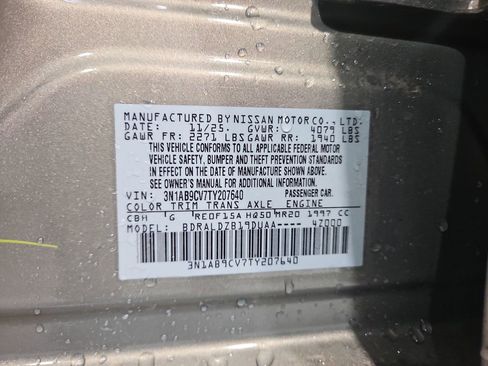 MANUFACTURED BY NISSAN MOTOR CO., LTD.
DATE: 11/25. GVWR: 4079 LBS
GAWR FR: 2271 LBS GAWR RR: 1940 LBS
THIS VEHICLE CONFORMS TO ALL APPLICABLE FEDERAL MOTOR
VEHICLE SAFETY, BUMPER AND THEFT PREVENTION STANDARDS
IN EFFECT ON THE DATE OF MANUFACTURE SHOWN ABOVE.
SEE OWNER'S MANUAL FOR ADDITIONAL INFORMATION.
VIN: 3N1AB9CV7TY207640 PASSENGER CAR.
COLOR TRIM TRANS AXLE ENGINE
CBH G RE0F15A HQ50 MR20 1997 CC
MODEL: BDRALDZB19DUAA---- 4Z000
3N1AB9CV7TY207640